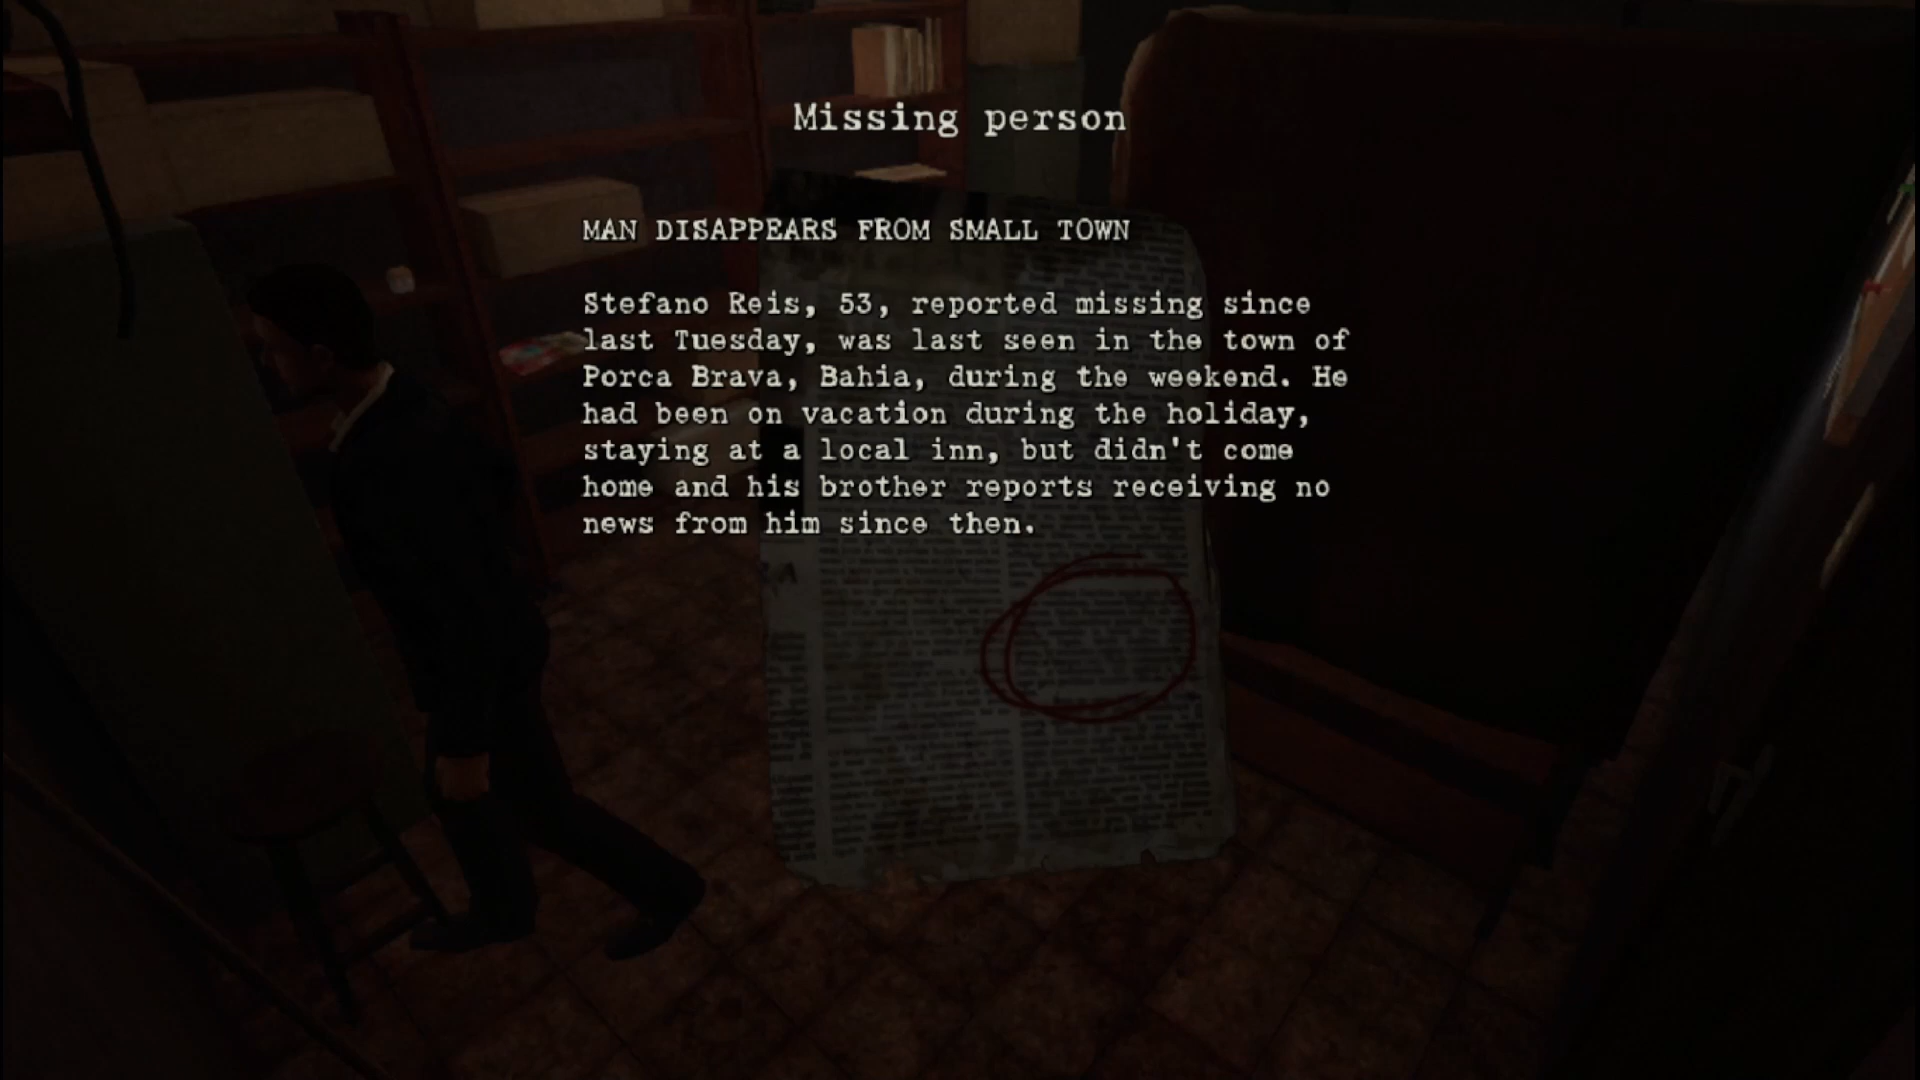 Missing person
MAN DISAPPEARS FROM SMALL TOWN
Stefano Reis, 53, reported missing since
last Tuesday, was last seen in the town of
Porca Brava, Bahia, during the weekend. He
had been on vacation during the holiday,
staying at a local inn, but didn't come
home and his brother reports receiving no
news from him since then.